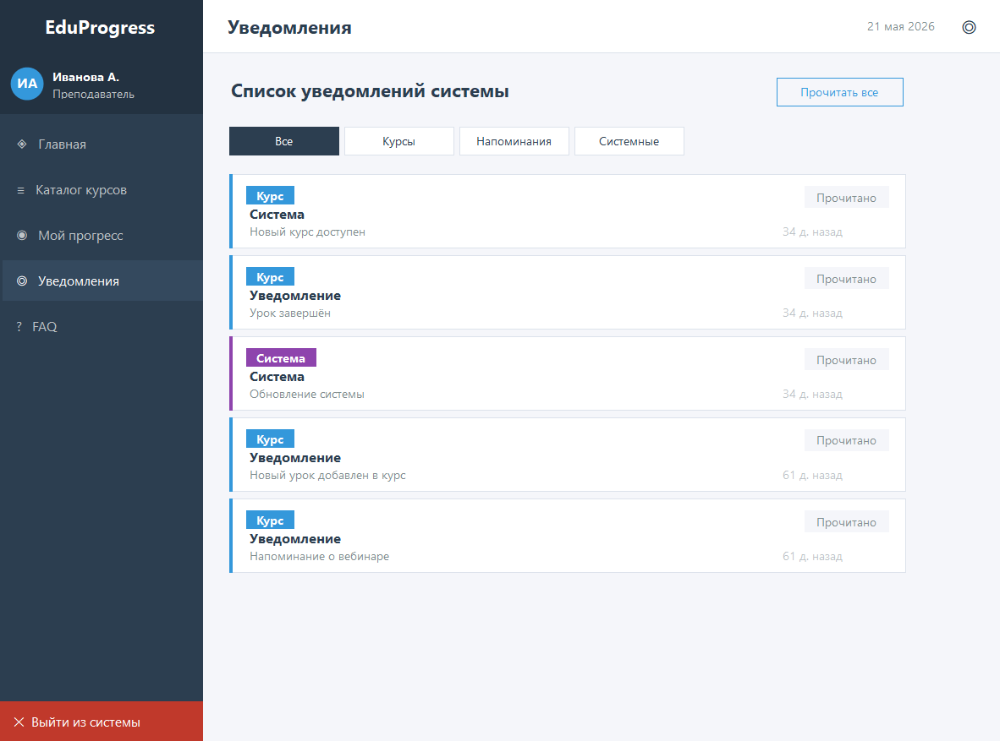 EduProgress
ИА
Иванова А.
Преподаватель
Главная
Каталог курсов
Мой прогресс
Уведомления
? FAQ
Выйти из системы
Уведомления
21 мая 2026
Список уведомлений системы
Прочитать все
Все
Курсы
Напоминания
Системные
Курс
Прочитано
Система
Новый курс доступен
34 д. назад
Курс
Прочитано
Уведомление
Урок завершён
34 д. назад
Система
Прочитано
Система
Обновление системы
34 д. назад
Курс
Прочитано
Уведомление
Новый урок добавлен в курс
61 д. назад
Курс
Прочитано
Уведомление
Напоминание о вебинаре
61 д. назад